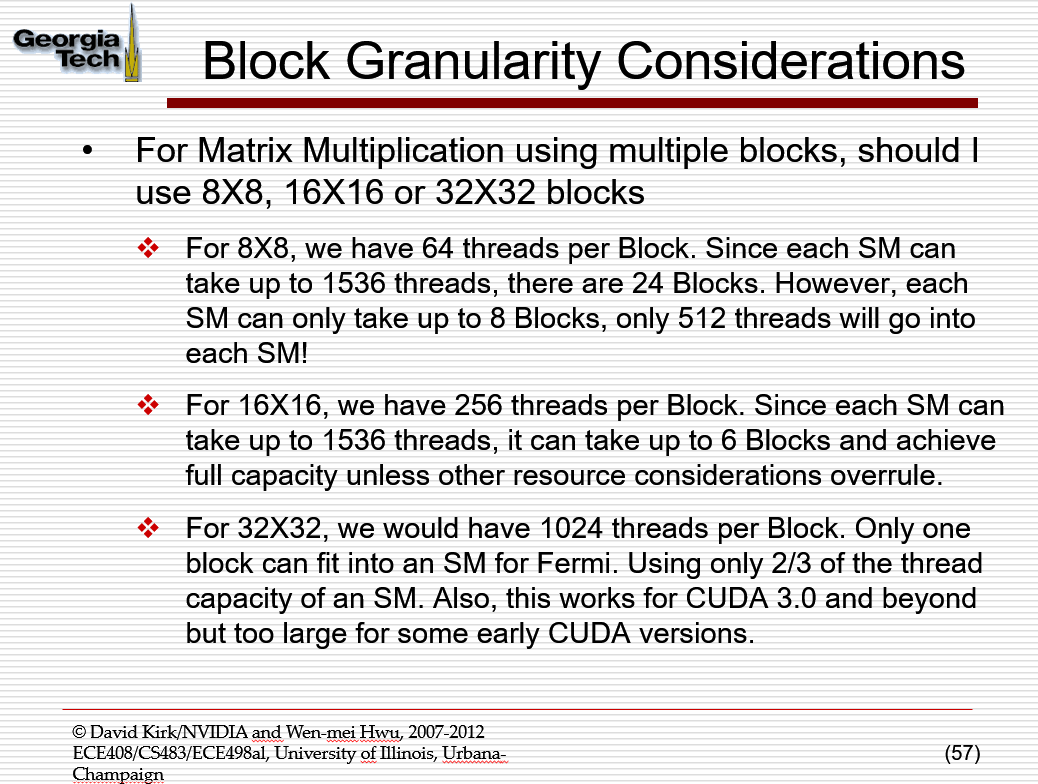 Georgia
Tech
Block Granularity Considerations
• For Matrix Multiplication using multiple blocks, should I
use 8X8, 16X16 or 32X32 blocks
❖ For 8X8, we have 64 threads per Block. Since each SM can
take up to 1536 threads, there are 24 Blocks. However, each
SM can only take up to 8 Blocks, only 512 threads will go into
each SM!
❖ For 16X16, we have 256 threads per Block. Since each SM can
take up to 1536 threads, it can take up to 6 Blocks and achieve
full capacity unless other resource considerations overrule.
❖ For 32X32, we would have 1024 threads per Block. Only one
block can fit into an SM for Fermi. Using only 2/3 of the thread
capacity of an SM. Also, this works for CUDA 3.0 and beyond
but too large for some early CUDA versions.
© David Kirk/NVIDIA and Wen-mei Hwu, 2007-2012
ECE408/CS483/ECE498al, University of Illinois, Urbana-
Champaign
(57)